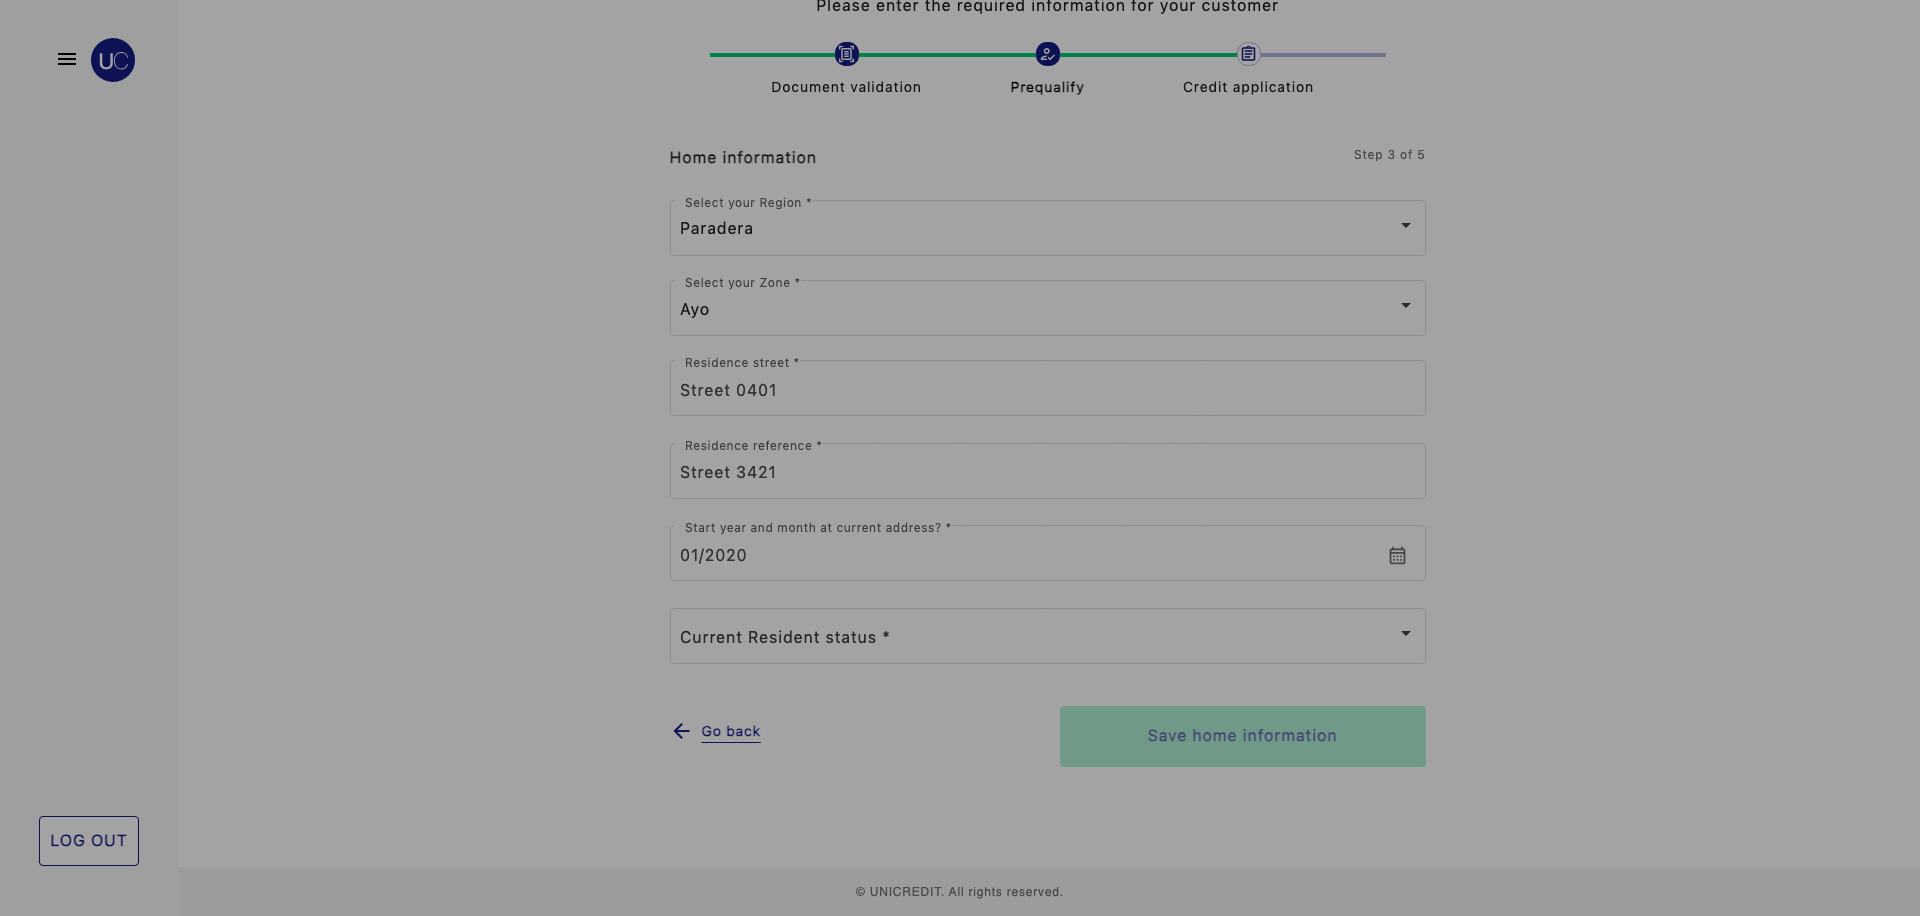 Please enter the required information for your customer
UC
Document validation
Prequalify
Credit application
Home information
Step 3 of 5
Select your Region *
Paradera
Select your Zone *
Ayo
Residence street *
Street 0401
Residence reference *
Street 3421
Start year and month at current address? *
01/2020
Current Resident status *
Go back
Save home information
LOG OUT
© UNICREDIT. All rights reserved.